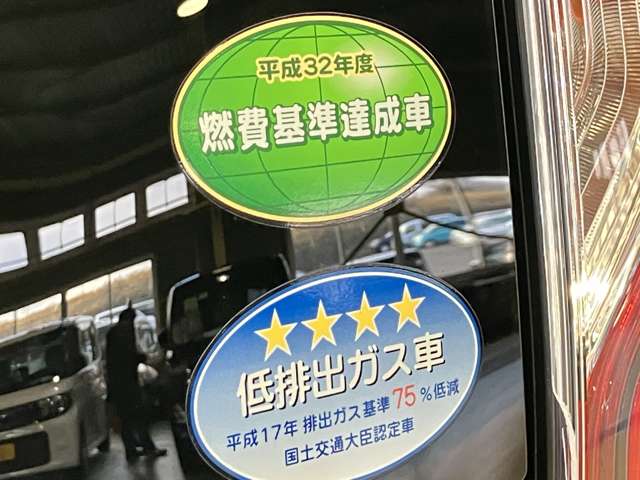 平成32年度
燃費基準達成車
低排出ガス車
平成17年排出ガス基準75%低減
国土交通大臣認定車